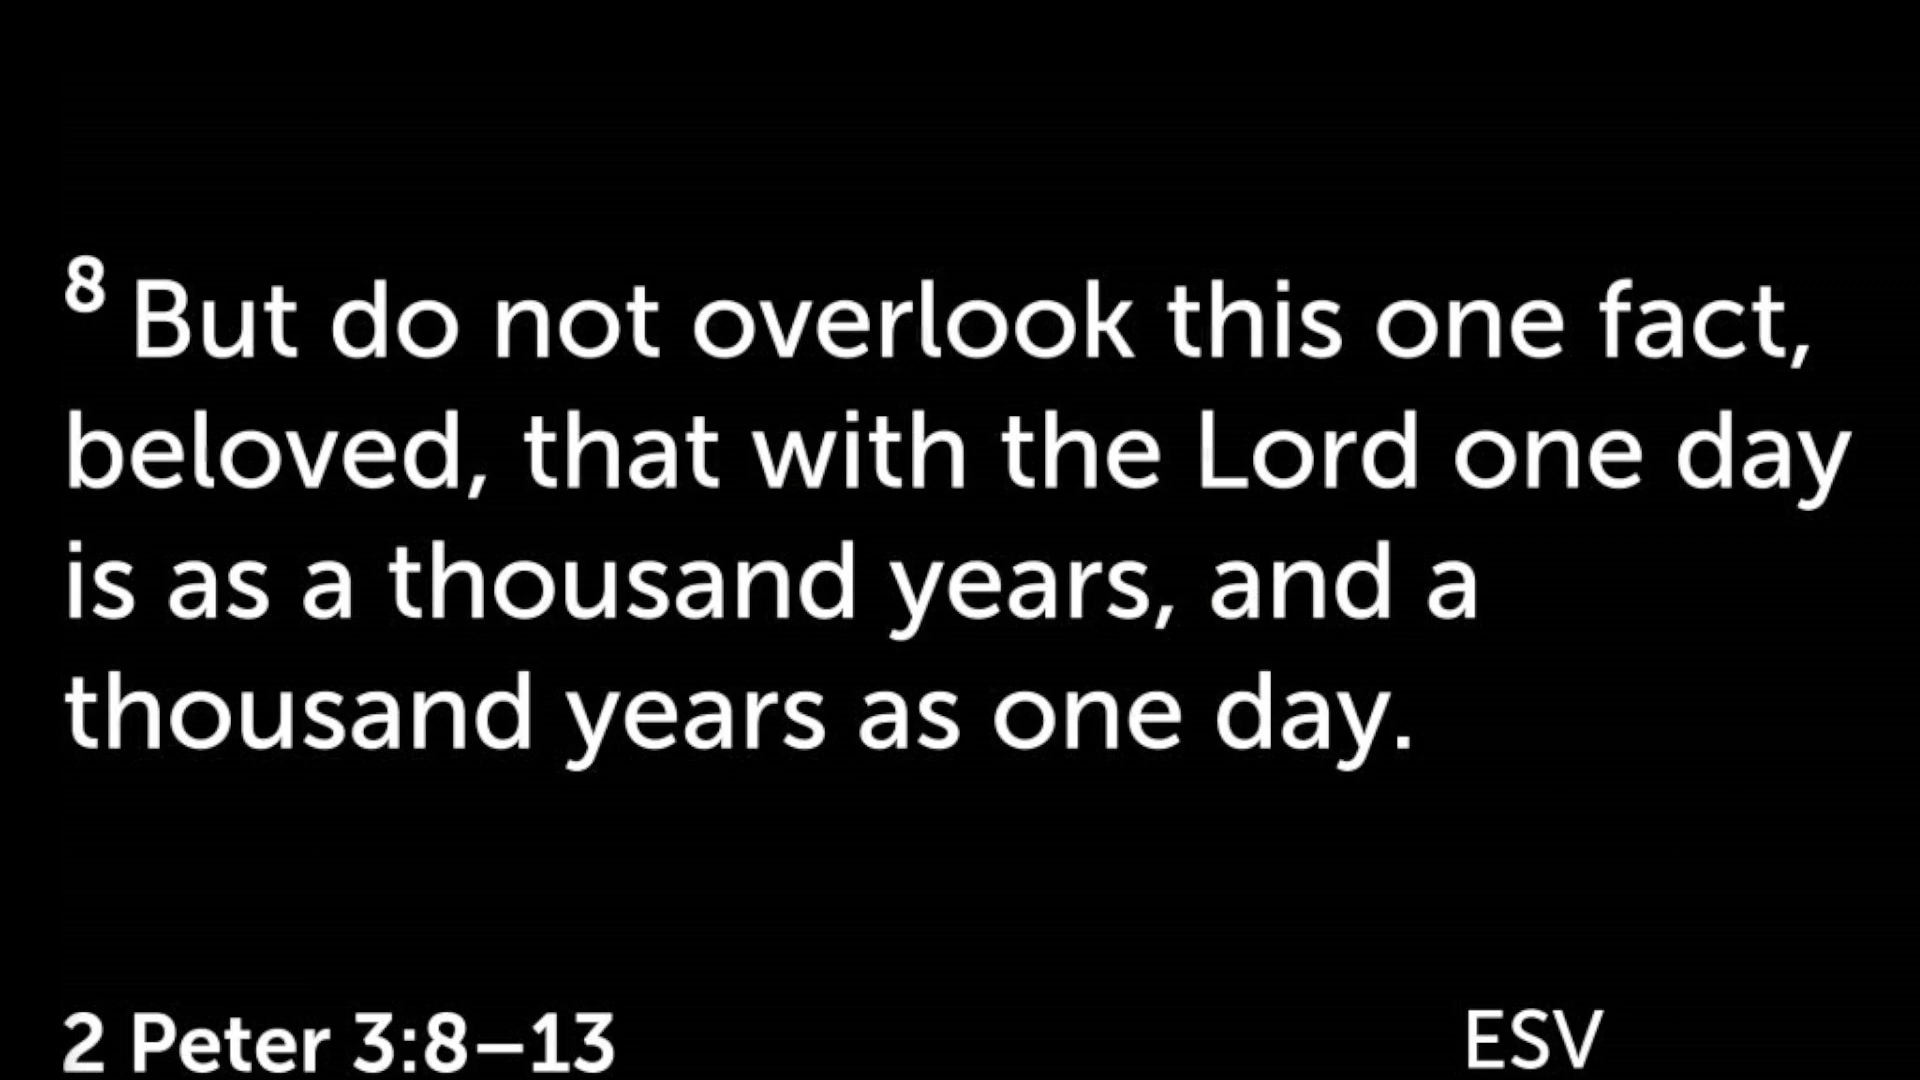 8 But do not overlook this one fact,
beloved, that with the Lord one day
is as a thousand years, and a
thousand years as one day.
2 Peter 3:8–13 ESV